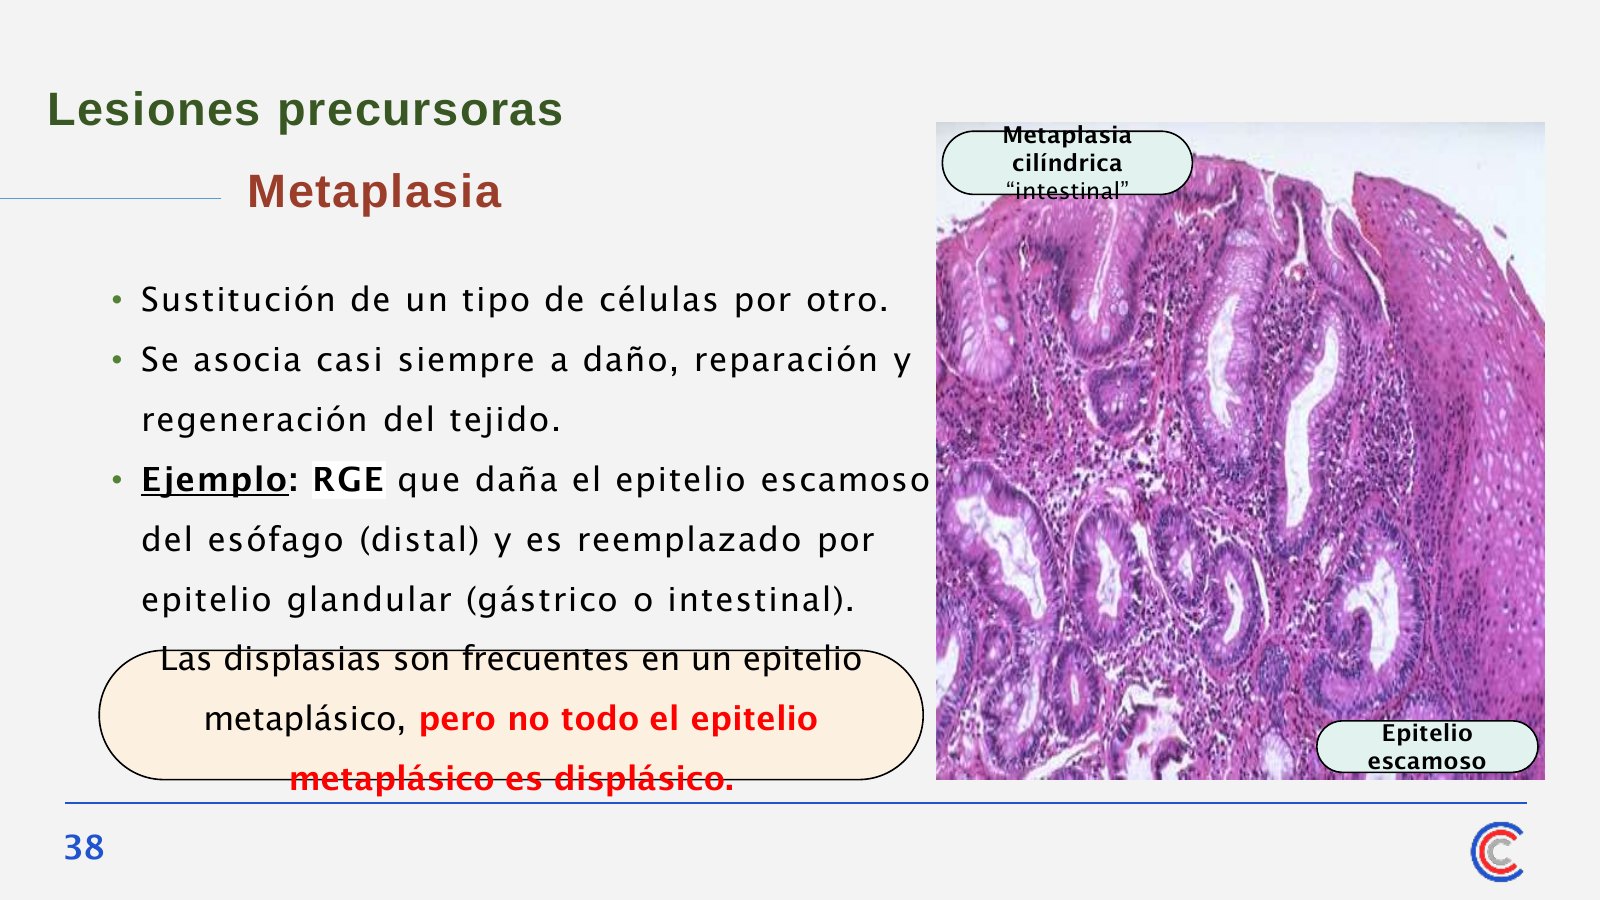 Lesiones precursoras
Metaplasia
• Sustitución de un tipo de células por otro.
• Se asocia casi siempre a daño, reparación y
regeneración del tejido.
• Ejemplo: RGE que daña el epitelio escamoso
del esófago (distal) y es reemplazado por
epitelio glandular (gástrico o intestinal).
Las displasias son frecuentes en un epitelio
metaplásico, pero no todo el epitelio
metaplásico es displásico.
Metaplasia
cilíndrica
“intestinal”
Epitelio
escamoso
38